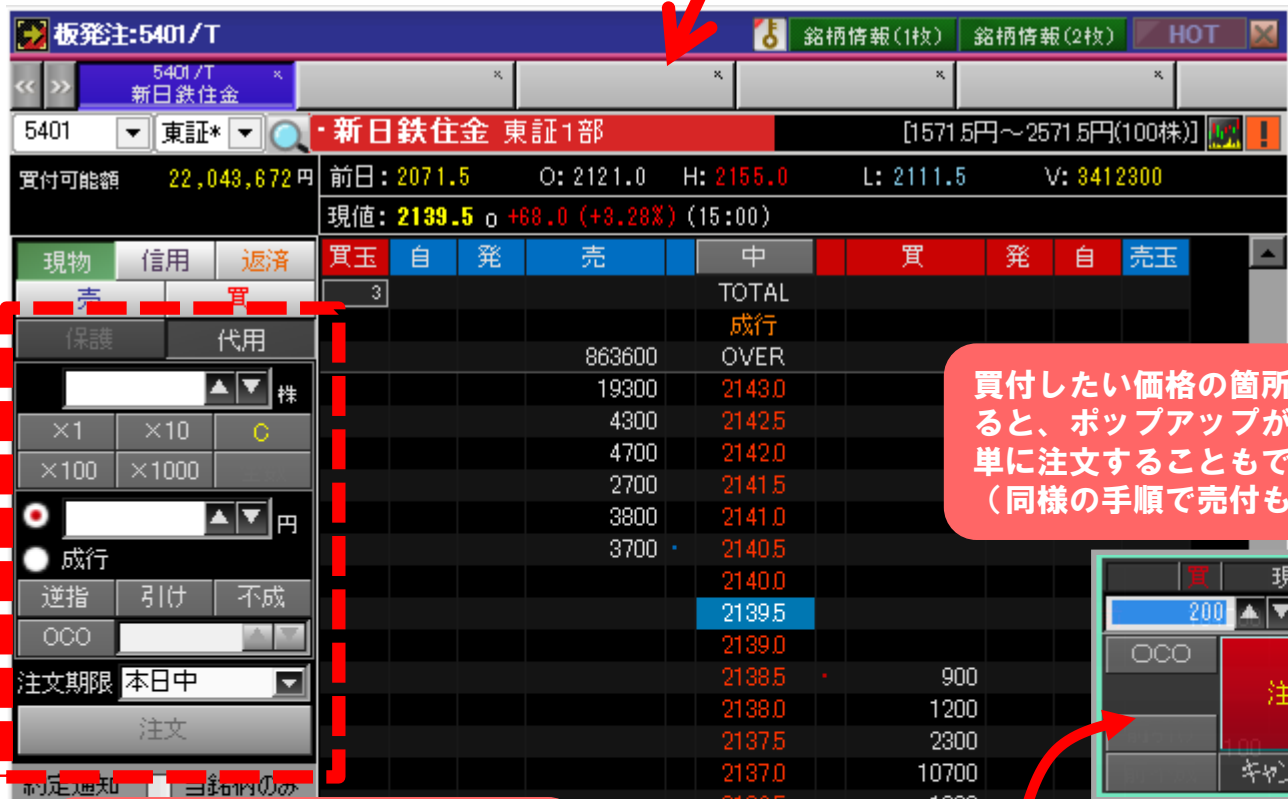 板発注:5401/T 銘柄情報(1枚) 銘柄情報(2枚) HOT
5401/T
新日鉄住金
5401 東証* ・新日鉄住金 東証1部 [1571.5円～2571.5円(100株)]
買付可能額 22,043,672円 前日: 2071.5 O: 2121.0 H: 2155.0 L: 2111.5 V: 3412300
現値: 2139.5 +68.0 (+3.28%) (15:00)
現物 信用 返済 買玉 自 発 売 中 買 発 自 売玉
売 買 3 TOTAL
成行
保護 代用 863600 OVER
株 19300 2143.0
×1 ×10 C 4300 2142.5
4700 2142.0
×100 ×1000 2700 2141.5
円 3800 2141.0
成行 3700 2140.5
2140.0
逆指 引け 不成 2139.5
OCO 2139.0
注文期限 本日中 2138.5 900
2138.0 1200
注文 2137.5 2300
2137.0 10700
約定通知 当銘柄のみ
買付したい価格の箇所
ると、ポップアップが
単に注文することもで
（同様の手順で売付も
買 現
200
OCO
注